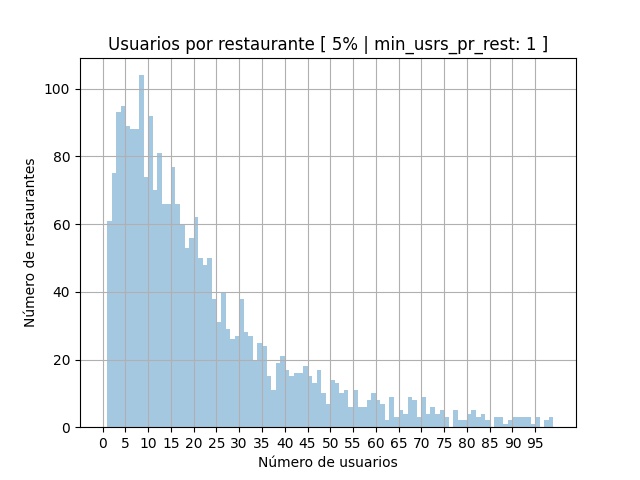 Usuarios por restaurante [ 5% | min_usrs_pr_rest: 1 ]
Número de restaurantes
100
80
60
40
20
0
0 5 10 15 20 25 30 35 40 45 50 55 60 65 70 75 80 85 90 95
Número de usuarios